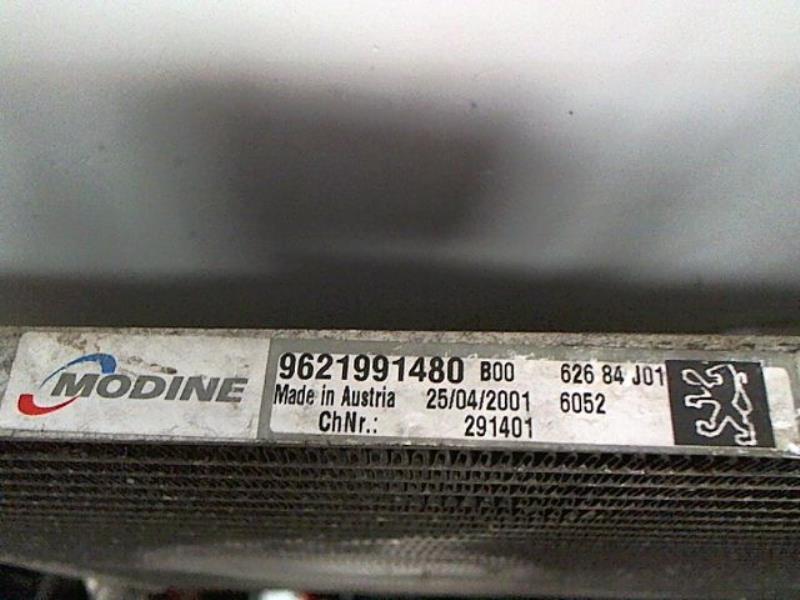 MODINE
9621991480 B00 626 84 J01
Made in Austria 25/04/2001 6052
ChNr.: 291401